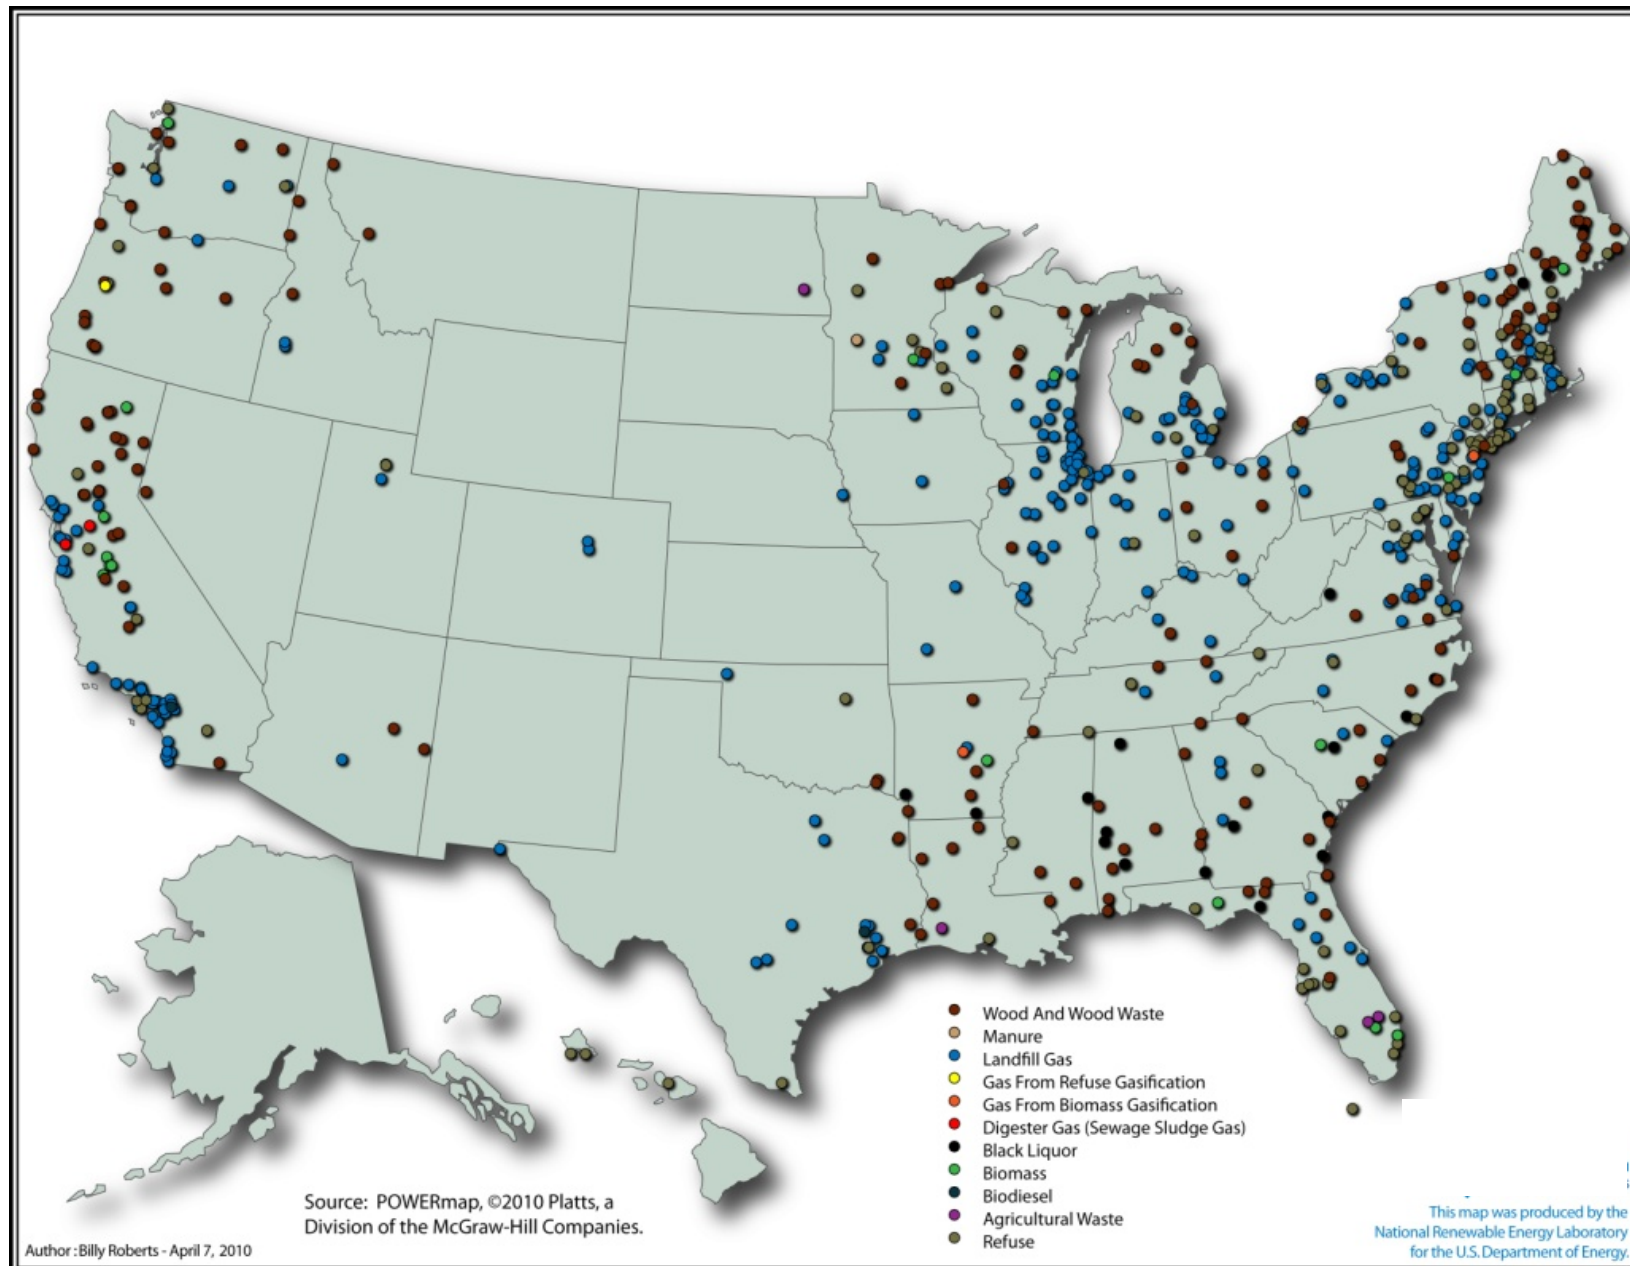 Wood And Wood Waste
Manure
Landfill Gas
Gas From Refuse Gasification
Gas From Biomass Gasification
Digester Gas (Sewage Sludge Gas)
Black Liquor
Biomass
Biodiesel
Agricultural Waste
Refuse
Source: POWERmap, ©2010 Platts, a
Division of the McGraw-Hill Companies.
Author : Billy Roberts - April 7, 2010
This map was produced by the
National Renewable Energy Laboratory
for the U.S. Department of Energy.